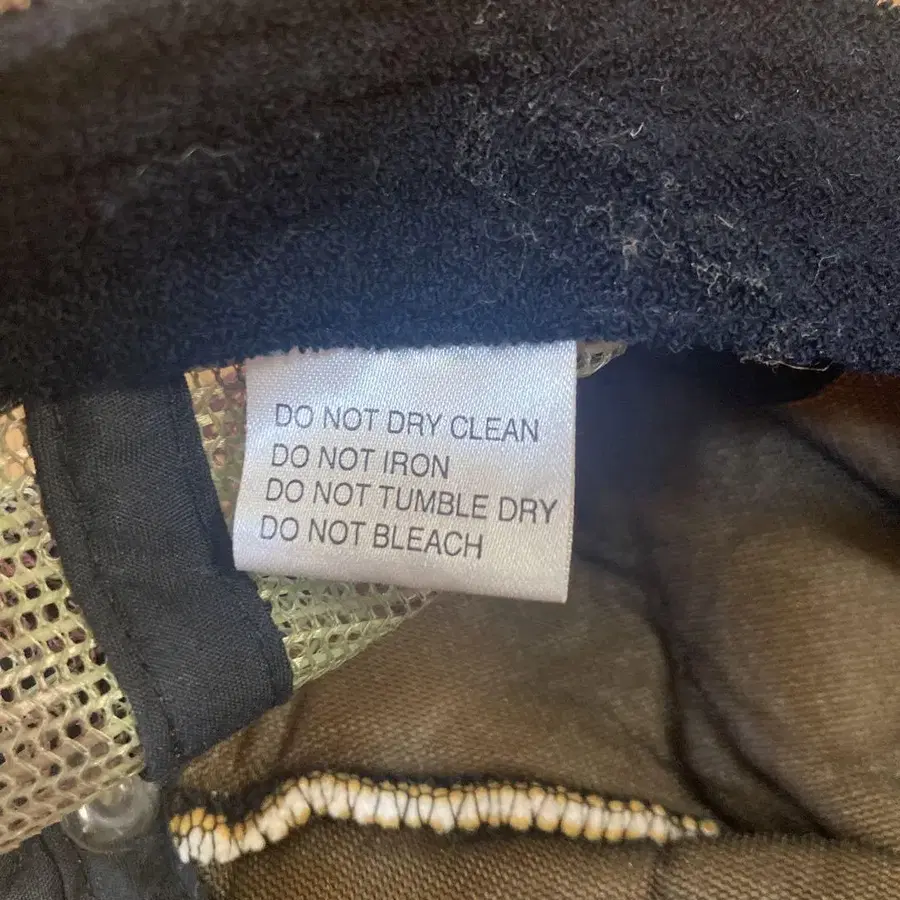 DO NOT DRY CLEAN
DO NOT IRON
DO NOT TUMBLE DRY
DO NOT BLEACH